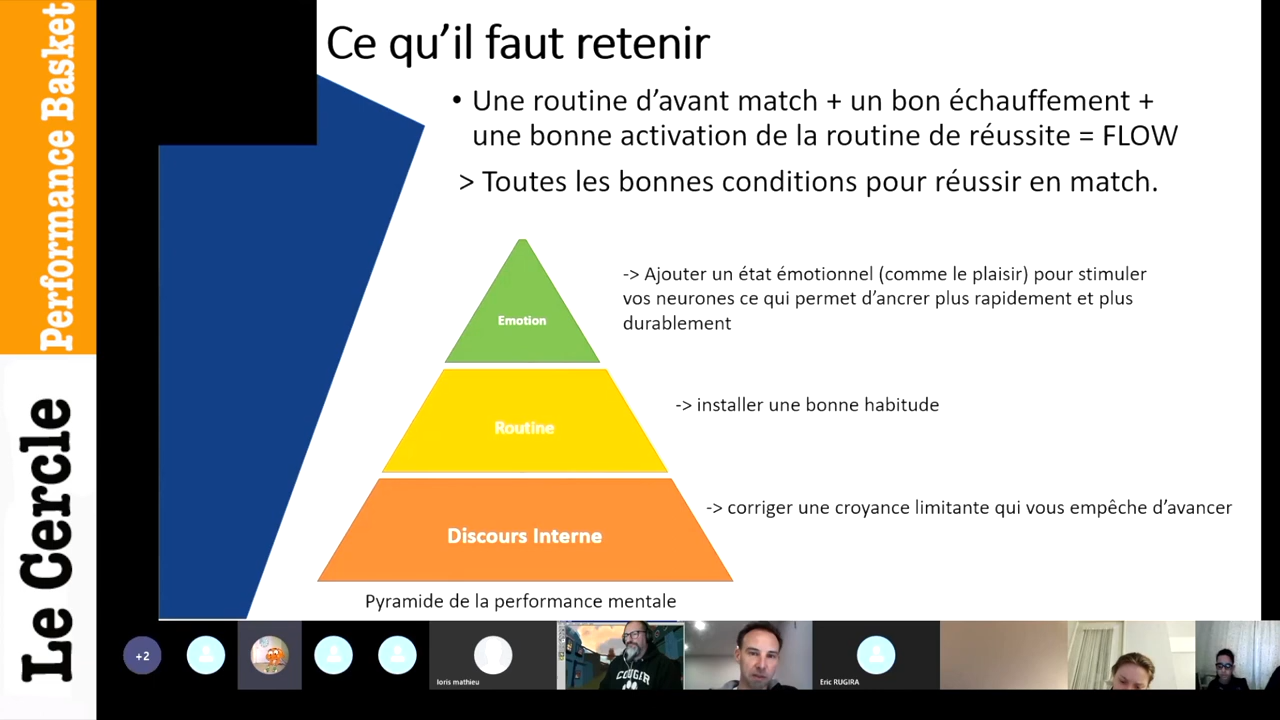 Performance Basket
Le Cercle
Ce qu’il faut retenir
• Une routine d’avant match + un bon échauffement +
une bonne activation de la routine de réussite = FLOW
> Toutes les bonnes conditions pour réussir en match.
-> Ajouter un état émotionnel (comme le plaisir) pour stimuler
vos neurones ce qui permet d’ancrer plus rapidement et plus
durablement
Emotion
-> installer une bonne habitude
Routine
-> corriger une croyance limitante qui vous empêche d’avancer
Discours Interne
Pyramide de la performance mentale
+2
loris mathieu
COUGIR
Eric RUGIRA